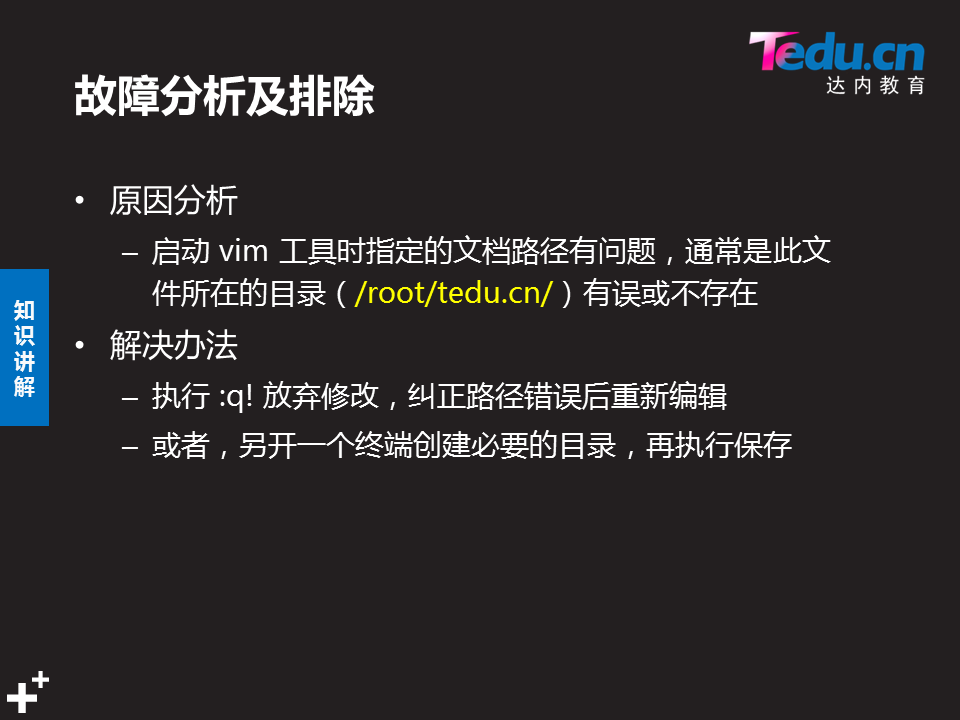 Tedu.cn
达内教育
故障分析及排除
• 原因分析
– 启动 vim 工具时指定的文档路径有问题，通常是此文
件所在的目录（/root/tedu.cn/）有误或不存在
• 解决办法
– 执行 :q! 放弃修改，纠正路径错误后重新编辑
– 或者，另开一个终端创建必要的目录，再执行保存
知
识
讲
解